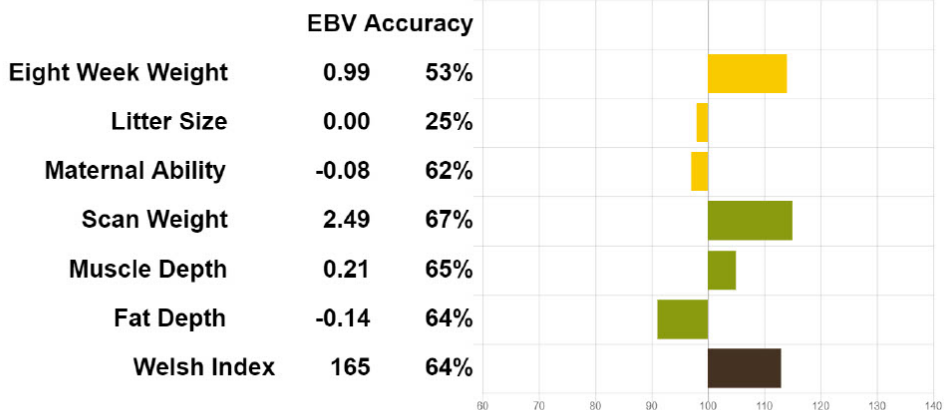 EBV Accuracy
Eight Week Weight 0.99 53%
Litter Size 0.00 25%
Maternal Ability -0.08 62%
Scan Weight 2.49 67%
Muscle Depth 0.21 65%
Fat Depth -0.14 64%
Welsh Index 165 64%
60 70 80 90 100 110 120 130 140